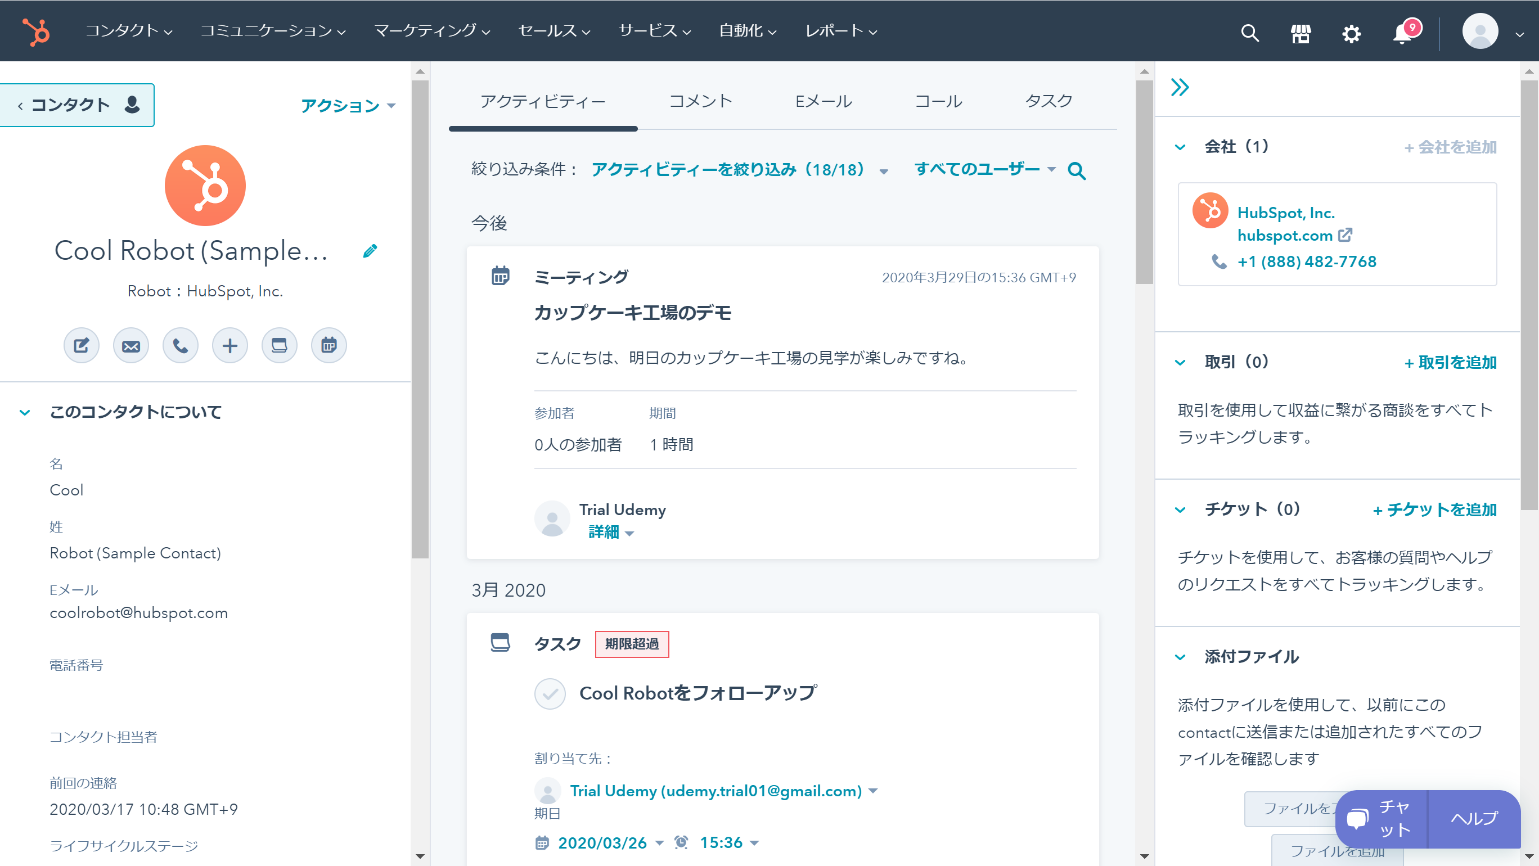 コンタクト コミュニケーション マーケティング セールス サービス 自動化 レポート 9
コンタクト
アクション
Cool Robot (Sample...
Robot：HubSpot, Inc.
このコンタクトについて
名
Cool
姓
Robot (Sample Contact)
Eメール
coolrobot@hubspot.com
電話番号
コンタクト担当者
前回の連絡
2020/03/17 10:48 GMT+9
ライフサイクルステージ
アクティビティー コメント Eメール コール タスク
絞り込み条件： アクティビティーを絞り込み（18/18） すべてのユーザー
今後
ミーティング 2020年3月29日の15:36 GMT+9
カップケーキ工場のデモ
こんにちは、明日のカップケーキ工場の見学が楽しみですね。
参加者 期間
0人の参加者 1 時間
Trial Udemy
詳細
3月 2020
タスク 期限超過
Cool Robotをフォローアップ
割り当て先：
Trial Udemy (udemy.trial01@gmail.com)
期日
2020/03/26 15:36
会社（1） + 会社を追加
HubSpot, Inc.
hubspot.com
+1 (888) 482-7768
取引（0） + 取引を追加
取引を使用して収益に繋がる商談をすべてト
ラッキングします。
チケット（0） + チケットを追加
チケットを使用して、お客様の質問やヘルプ
のリクエストをすべてトラッキングします。
添付ファイル
添付ファイルを使用して、以前にこの
contactに送信または追加されたすべてのフ
ァイルを確認します
ファイルを
チャ
ット
ヘルプ
ファイルを追加